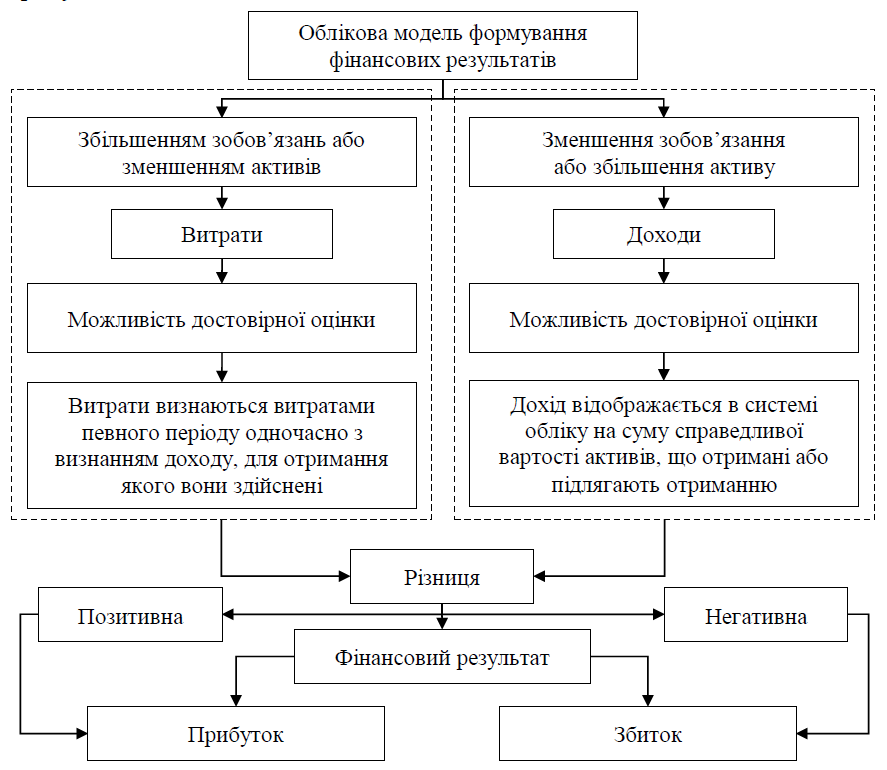 Облікова модель формування
фінансових результатів
Збільшенням зобов’язань або
зменшенням активів
Зменшення зобов’язання
або збільшення активу
Витрати
Доходи
Можливість достовірної оцінки
Можливість достовірної оцінки
Витрати визнаються витратами
певного періоду одночасно з
визнанням доходу, для отримання
якого вони здійснені
Дохід відображається в системі
обліку на суму справедливої
вартості активів, що отримані або
підлягають отриманню
Різниця
Позитивна
Негативна
Фінансовий результат
Прибуток
Збиток